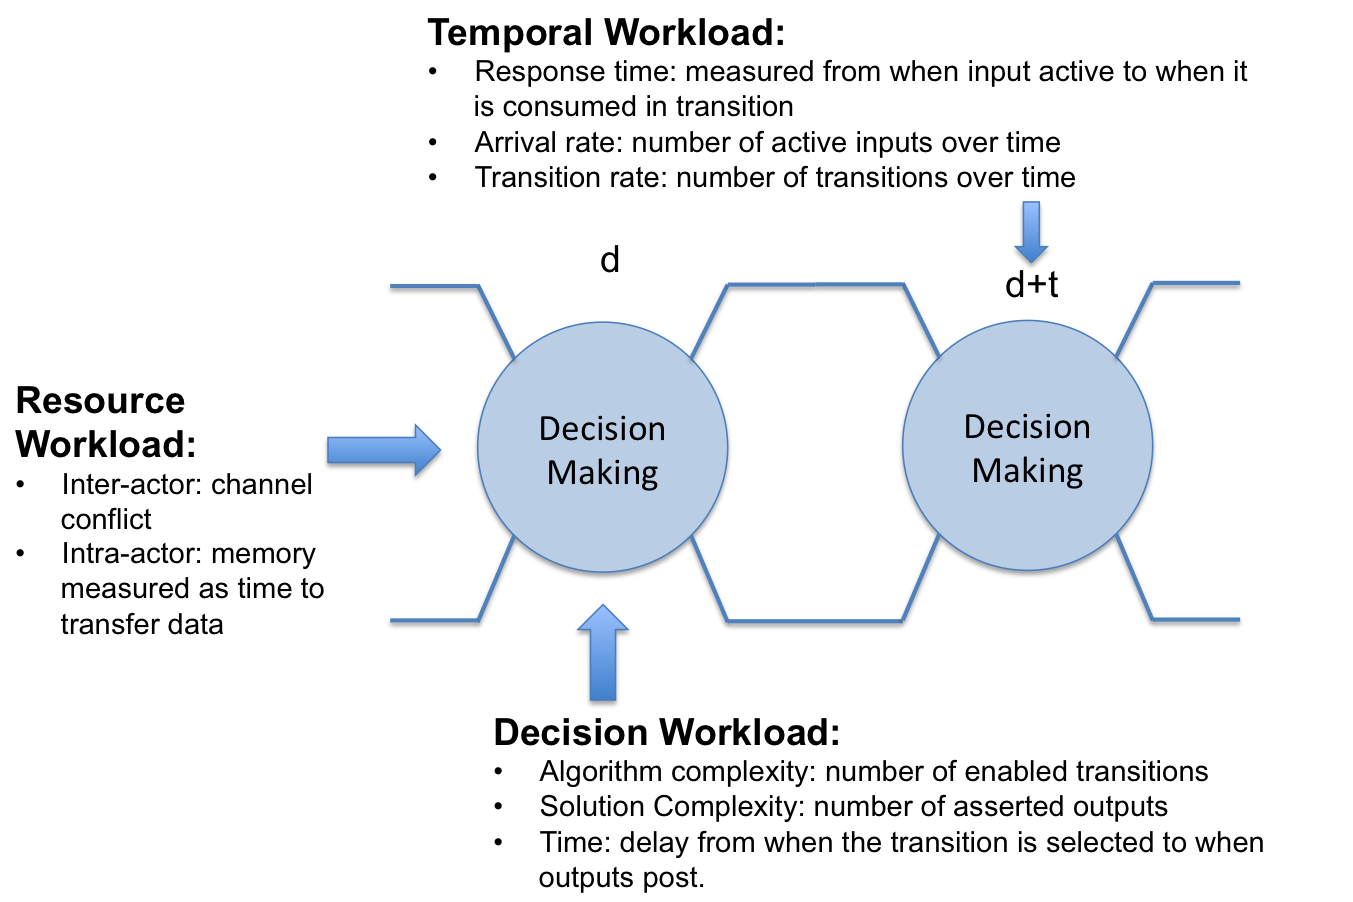 Temporal Workload:
• Response time: measured from when input active to when it
is consumed in transition
• Arrival rate: number of active inputs over time
• Transition rate: number of transitions over time
d
d+t
Resource
Workload:
• Inter-actor: channel
conflict
• Intra-actor: memory
measured as time to
transfer data
Decision
Making
Decision
Making
Decision Workload:
• Algorithm complexity: number of enabled transitions
• Solution Complexity: number of asserted outputs
• Time: delay from when the transition is selected to when
outputs post.